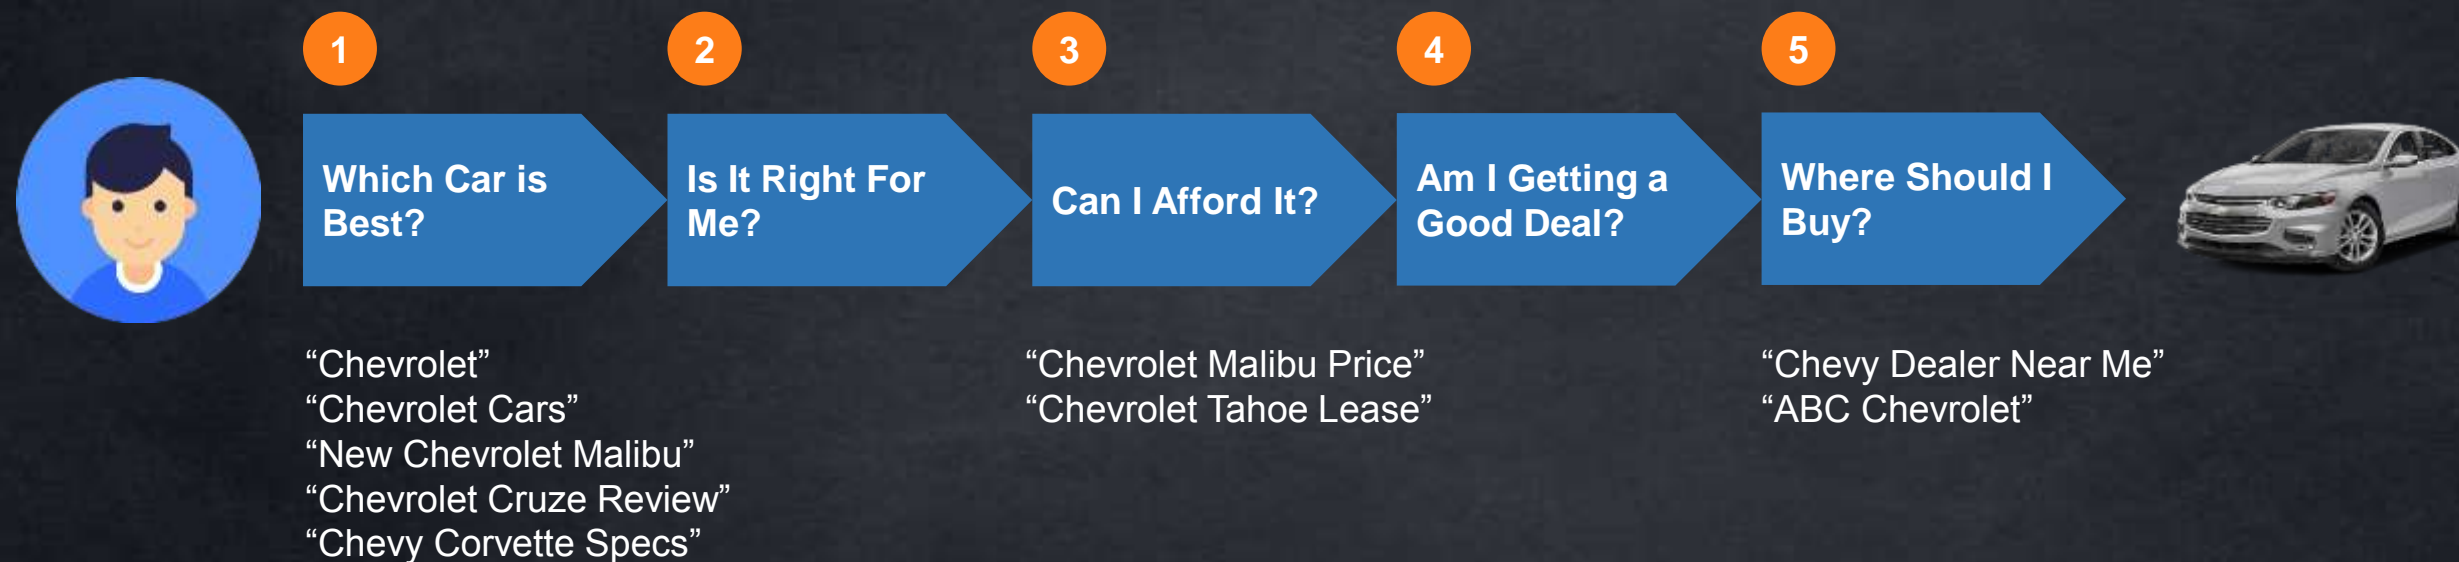 1
2
3
4
5
Which Car is
Best?
Is It Right For
Me?
Can I Afford It?
Am I Getting a
Good Deal?
Where Should I
Buy?
“Chevrolet”
“Chevrolet Cars”
“New Chevrolet Malibu”
“Chevrolet Cruze Review”
“Chevy Corvette Specs”
“Chevrolet Malibu Price”
“Chevrolet Tahoe Lease”
“Chevy Dealer Near Me”
“ABC Chevrolet”